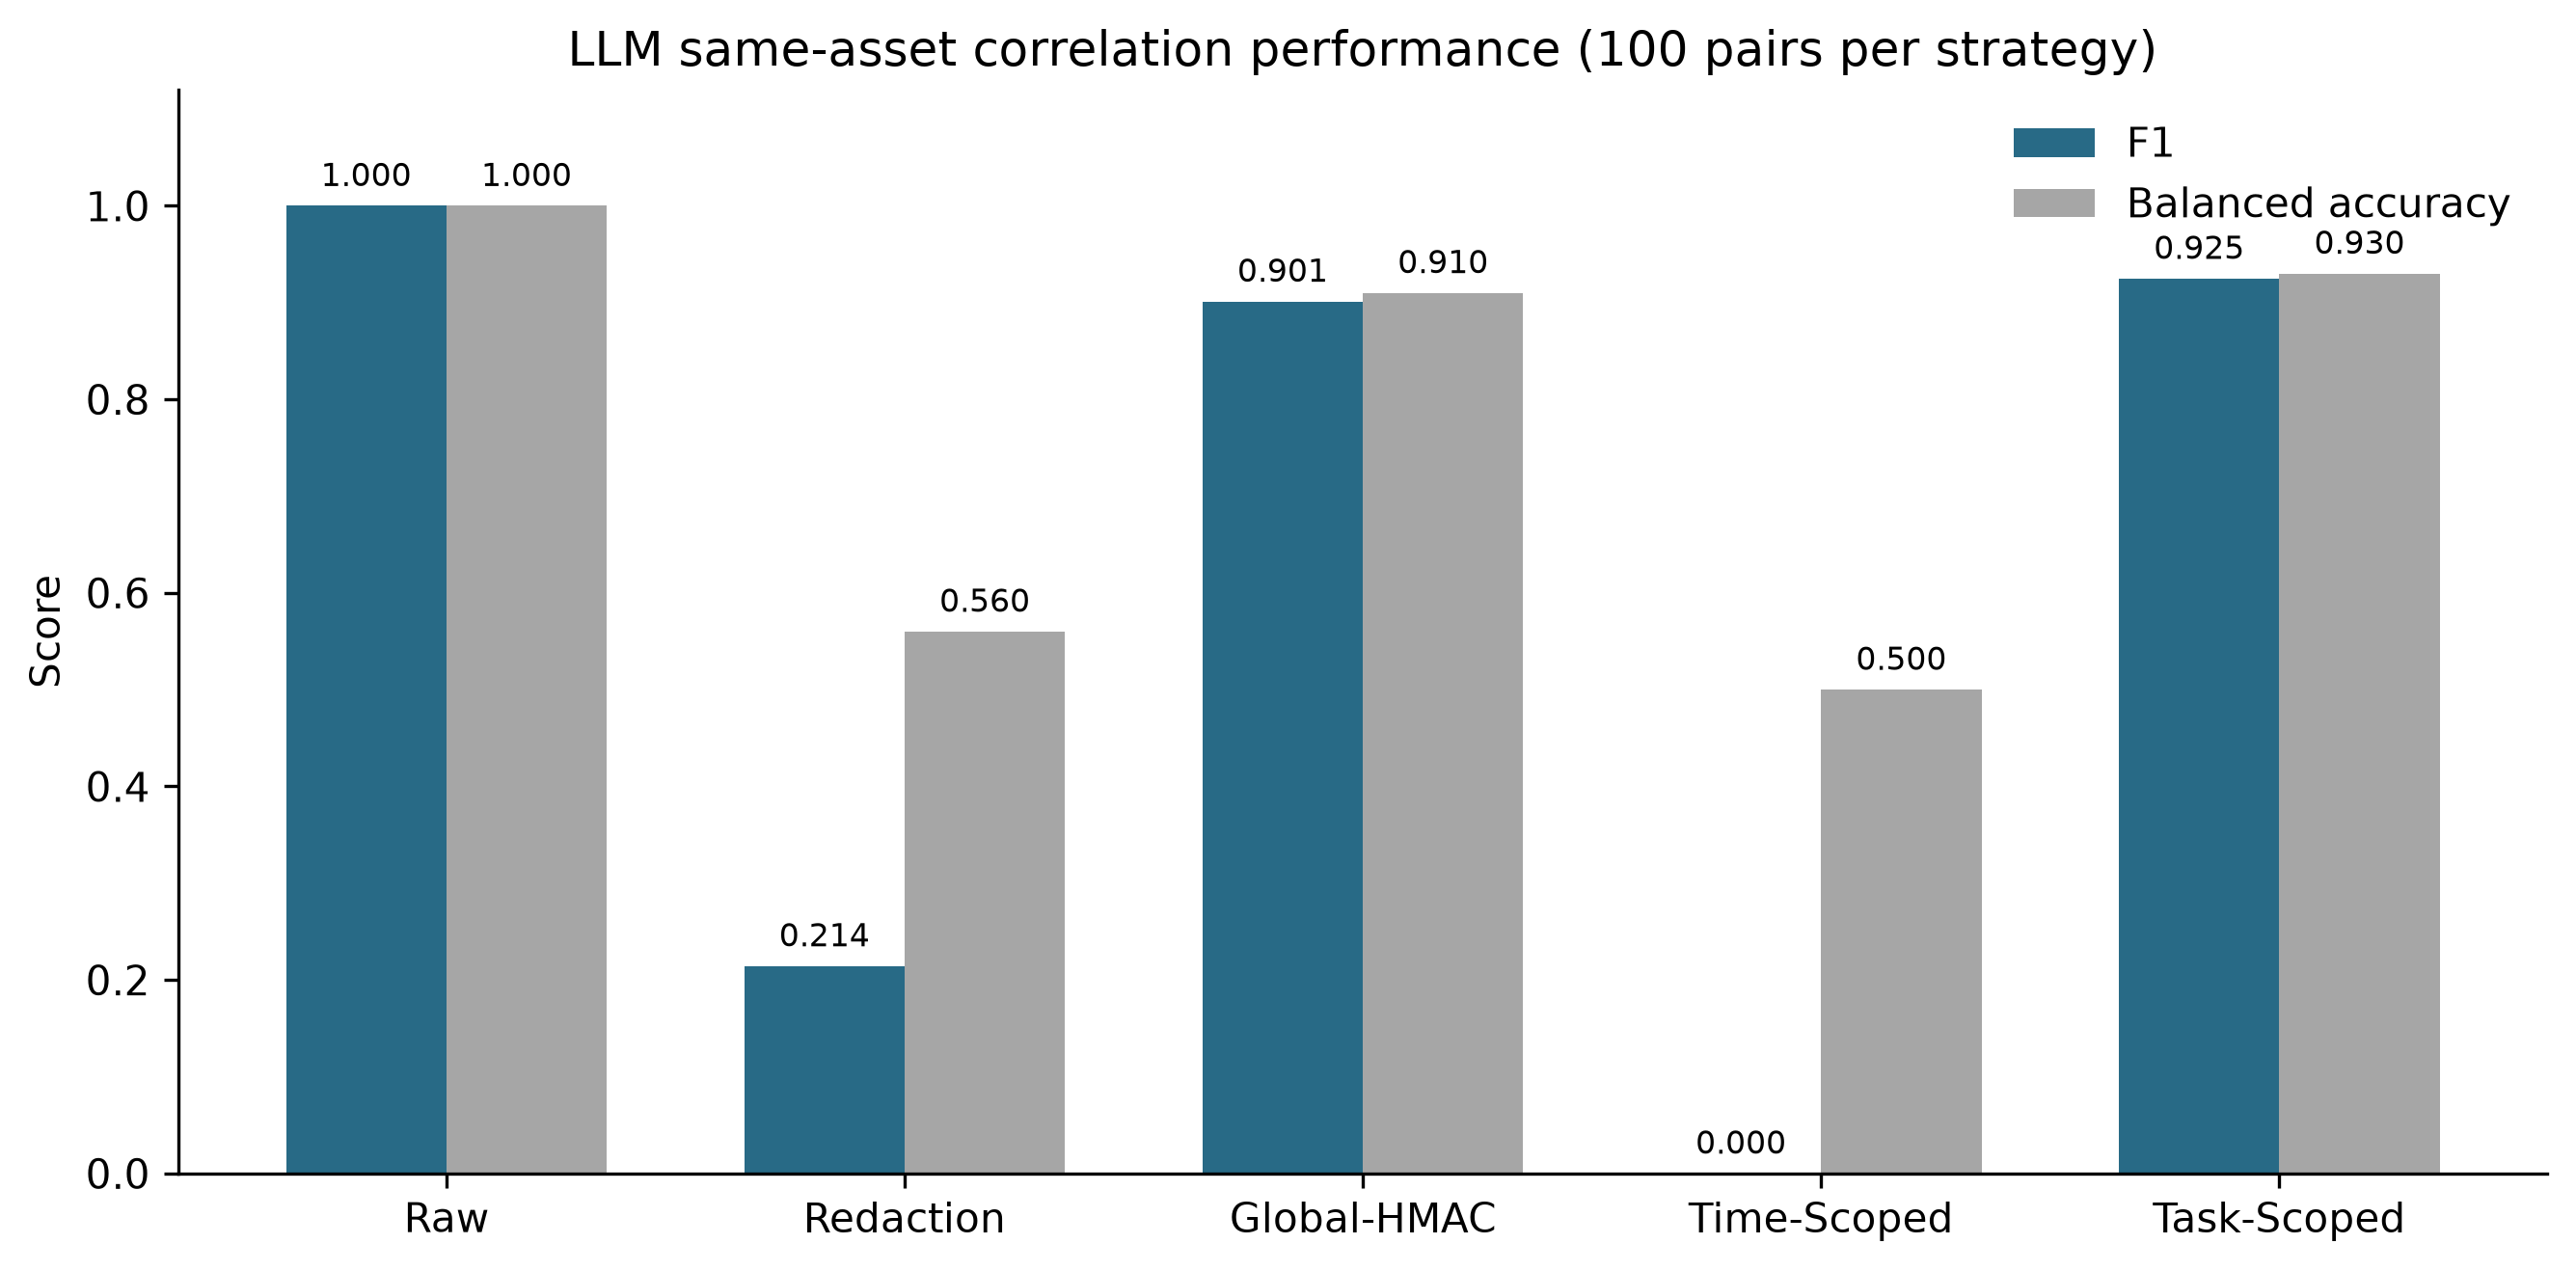 LLM same-asset correlation performance (100 pairs per strategy)
F1
Balanced accuracy
1.000 1.000
0.214 0.560
0.901 0.910
0.000 0.500
0.925 0.930
Score
1.0
0.8
0.6
0.4
0.2
0.0
Raw Redaction Global-HMAC Time-Scoped Task-Scoped